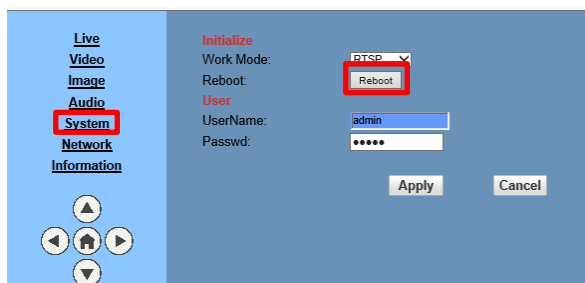 Live
Video
Image
Audio
System
Network
Information
Initialize
Work Mode: RTSP
Reboot: Reboot
User
UserName: admin
Passwd: •••••
Apply Cancel